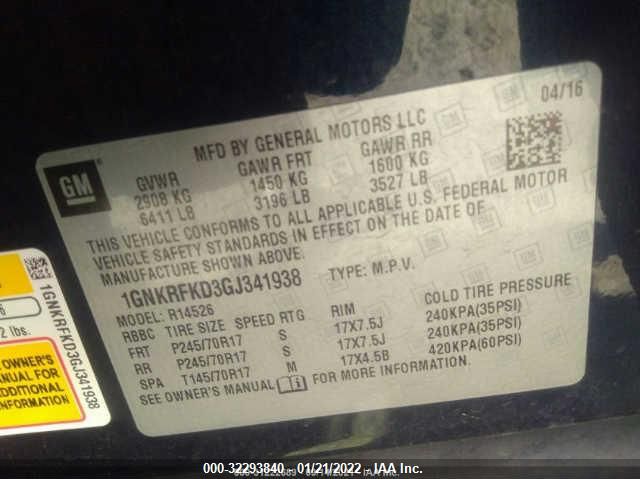 04/16
MFD BY GENERAL MOTORS LLC
GM
GVWR GAWR FRT GAWR RR
2908 KG 1450 KG 1600 KG
6411 LB 3196 LB 3527 LB
THIS VEHICLE CONFORMS TO ALL APPLICABLE U.S. FEDERAL MOTOR
VEHICLE SAFETY STANDARDS IN EFFECT ON THE DATE OF
MANUFACTURE SHOWN ABOVE.
1GNKRFKD3GJ341938 TYPE: M.P.V.
MODEL: R14526
RBBC TIRE SIZE SPEED RTG RIM COLD TIRE PRESSURE
FRT P245/70R17 S 17X7.5J 240KPA(35PSI)
RR P245/70R17 S 17X7.5J 240KPA(35PSI)
SPA T145/70R17 M 17X4.5B 420KPA(60PSI)
SEE OWNER'S MANUAL FOR MORE INFORMATION.
2 lbs.
1GNKRFKD3GJ341938
E OWNER'S
ANUAL FOR
ADDITIONAL
INFORMATION
000-32293840 - 01/21/2022 - IAA Inc.